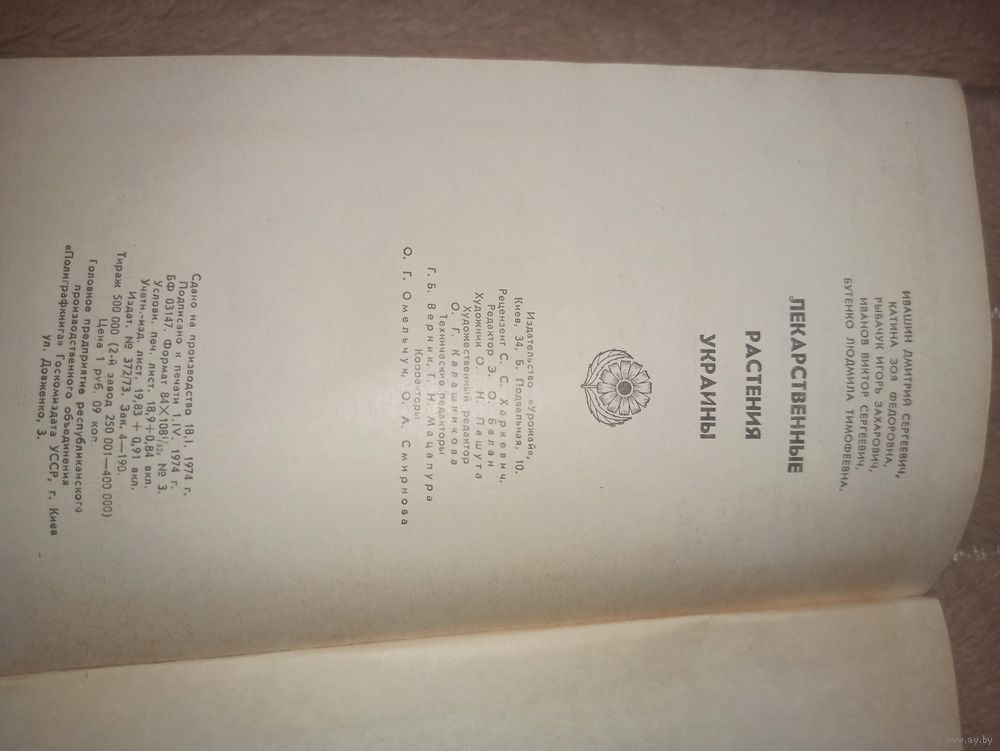 ИВАШИН ДМИТРИЙ СЕРГЕЕВИЧ,
КАТИНА ЗОЯ ФЕДОРОВНА,
РЫБАЧУК ИГОРЬ ЗАХАРОВИЧ,
ИВАНОВ ВИКТОР СЕРГЕЕВИЧ,
БУТЕНКО ЛЮДМИЛА ТИМОФЕЕВНА,
ЛЕКАРСТВЕННЫЕ
РАСТЕНИЯ
УКРАИНЫ
Издательство «Урожай»,
Киев, 34, Б. Подвальная, 10.
Рецензент С. С. Харкевич.
Редактор Э. О. Балан
Художник О. Н. Пашута
Художественный редактор
О. Г. Калашникова
Технические редакторы
Г. Б. Верник, Г. Н. Мацапура
Корректоры
О. Г. Омельчук, О. А. Смирнова
Сдано на производство 18.I. 1974 г.
Подписано к печати 1.IV. 1974 г.
БФ 03147. Формат 84×108¹/₃₂. № 3.
Условн. печ. лист. 18,9+0,84 вкл.
Учетн.-изд. лист. 19,83+0,91 вкл.
Издат. № 372/73. Зак. 4—190.
Тираж 500 000 (2-й завод 250 001—400 000)
Цена 1 руб. 09 коп.
Головное предприятие республиканского
производственного объединения
«Полиграфкнига» Госкомиздата УССР, г. Киев
ул. Довженко, 3.
www.ay.by